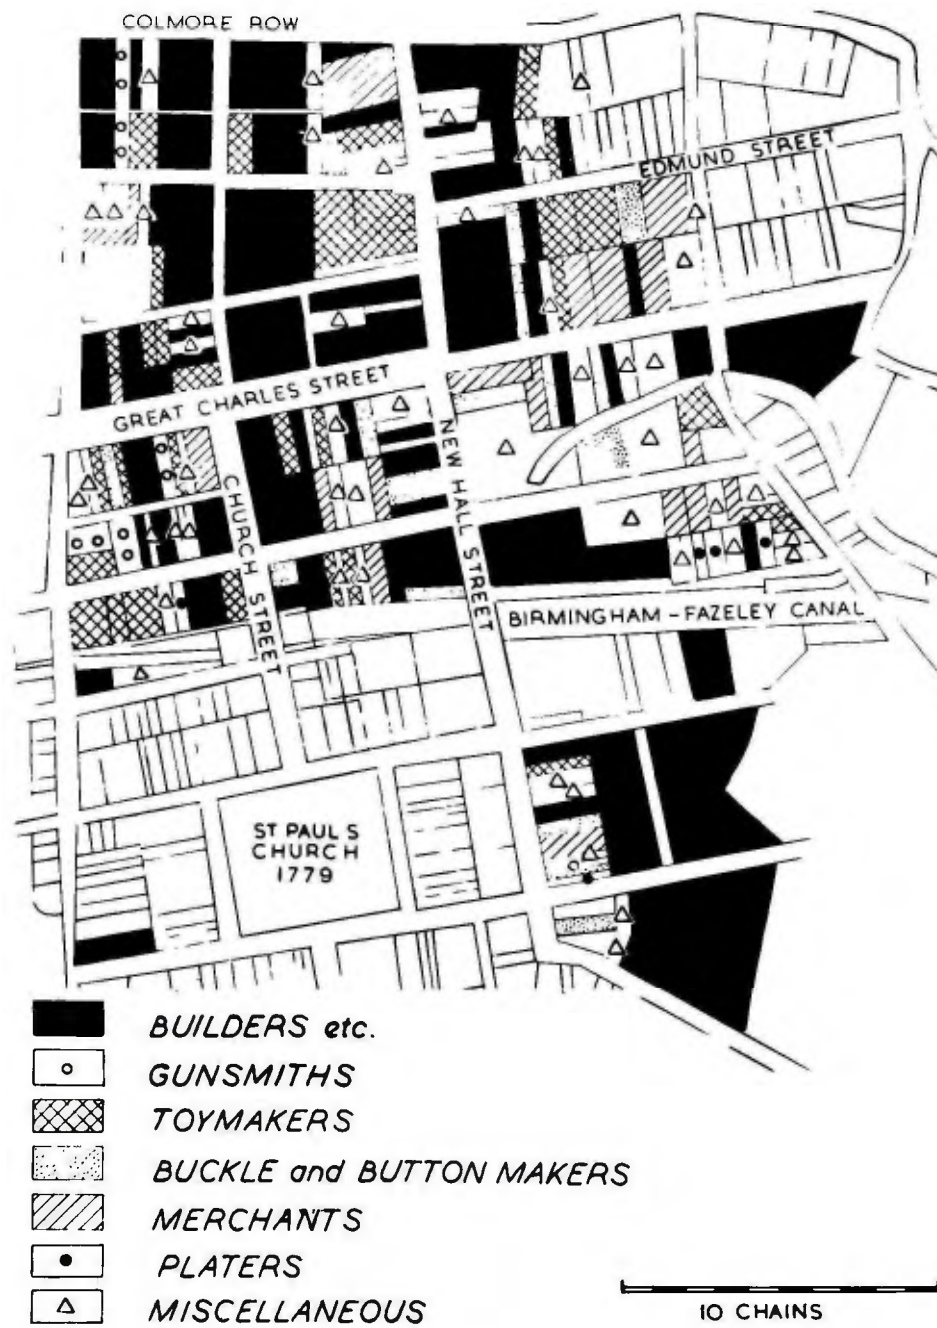 COLMORE ROW
EDMUND STREET
GREAT CHARLES STREET
CHURCH STREET
NEW HALL STREET
BIRMINGHAM - FAZELEY CANAL
ST PAUL S
CHURCH
1779
BUILDERS etc.
GUNSMITHS
TOYMAKERS
BUCKLE and BUTTON MAKERS
MERCHANTS
PLATERS
MISCELLANEOUS
10 CHAINS